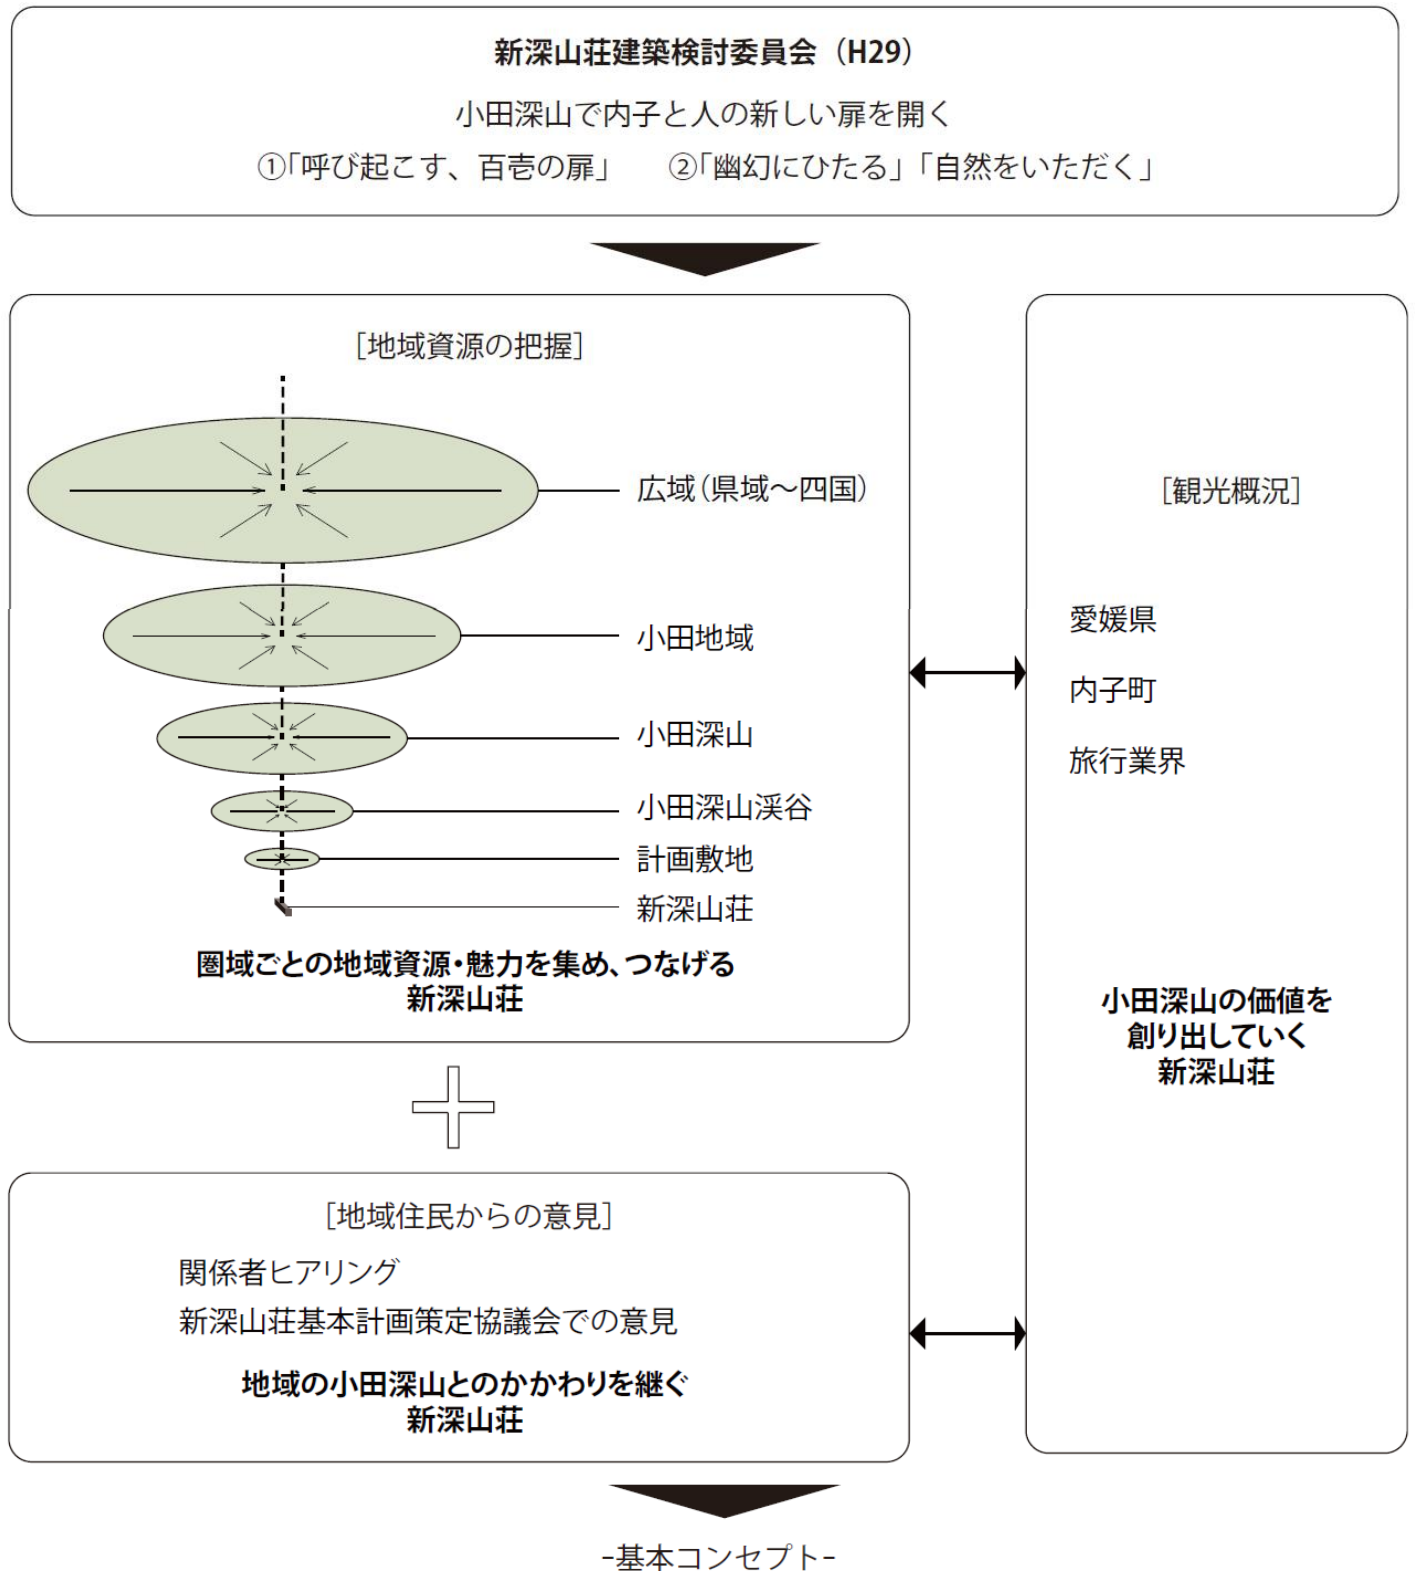 新深山荘建築検討委員会（H29）
小田深山で内子と人の新しい扉を開く
①「呼び起こす、百壱の扉」　②「幽幻にひたる」「自然をいただく」
［地域資源の把握］
広域（県域～四国）
小田地域
小田深山
小田深山渓谷
計画敷地
新深山荘
圏域ごとの地域資源・魅力を集め、つなげる
新深山荘
［観光概況］
愛媛県
内子町
旅行業界
小田深山の価値を
創り出していく
新深山荘
［地域住民からの意見］
関係者ヒアリング
新深山荘基本計画策定協議会での意見
地域の小田深山とのかかわりを継ぐ
新深山荘
-基本コンセプト-